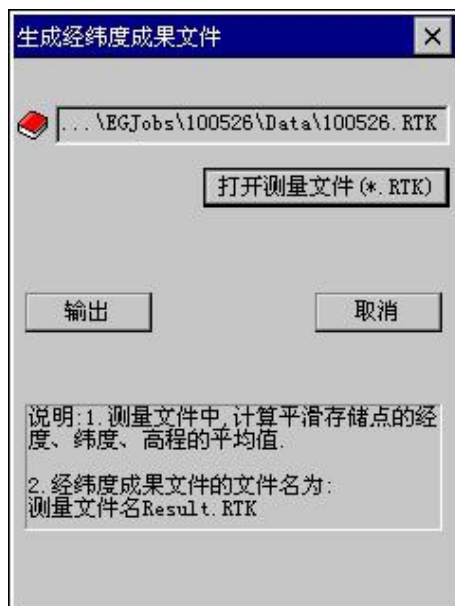 生成经纬度成果文件
...\EGJobs\100526\Data\100526.RTK
打开测量文件(*.RTK)
输出
取消
说明:1.测量文件中,计算平滑存储点的经
度、纬度、高程的平均值.
2.经纬度成果文件的文件名为:
测量文件名Result.RTK